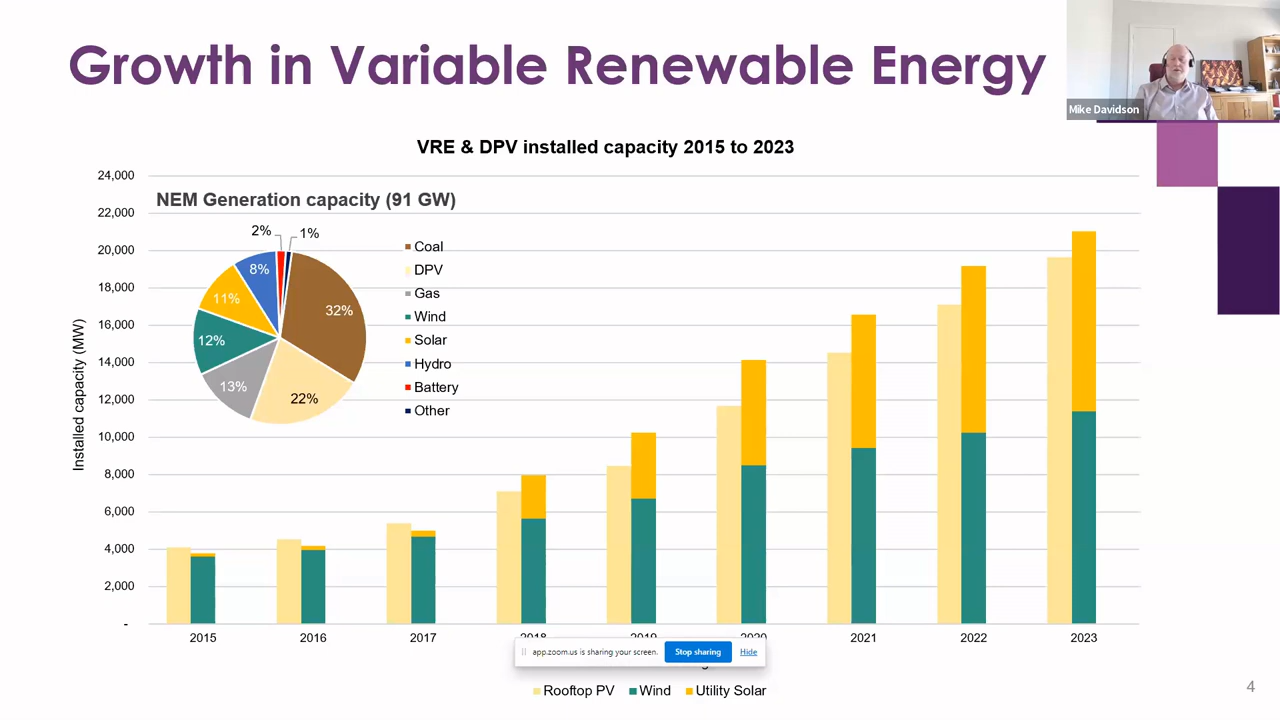 Growth in Variable Renewable Energy
Mike Davidson
VRE & DPV installed capacity 2015 to 2023
NEM Generation capacity (91 GW)
2%
1%
8%
32%
11%
12%
13%
22%
Coal
DPV
Gas
Wind
Solar
Hydro
Battery
Other
Installed capacity (MW)
24,000
22,000
20,000
18,000
16,000
14,000
12,000
10,000
8,000
6,000
4,000
2,000
-
2015 2016 2017 2018 2019 2020 2021 2022 2023
app.zoom.us is sharing your screen. Stop sharing Hide
Rooftop PV Wind Utility Solar
4